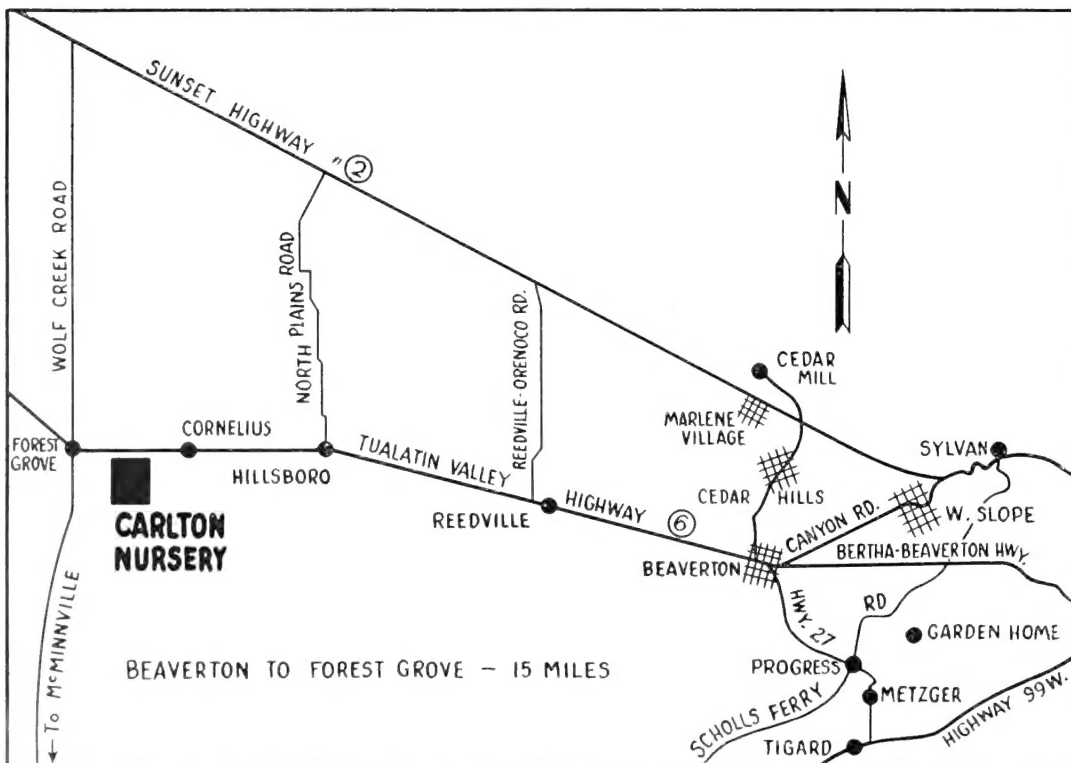 SUNSET HIGHWAY " 2
WOLF CREEK ROAD
NORTH PLAINS ROAD
REEDVILLE-ORENOCO RD.
N
CEDAR
MILL
MARLENE
VILLAGE
SYLVAN
FOREST
GROVE
CORNELIUS
HILLSBORO
TUALATIN VALLEY
HIGHWAY 6
REEDVILLE
CEDAR HILLS
CANYON RD.
W. SLOPE
CARLTON
NURSERY
BEAVERTON
BERTHA-BEAVERTON HWY.
HWY. 27
RD
GARDEN HOME
BEAVERTON TO FOREST GROVE - 15 MILES
PROGRESS
METZGER
SCHOLLS FERRY
TIGARD
HIGHWAY 99W.
TO McMINNVILLE